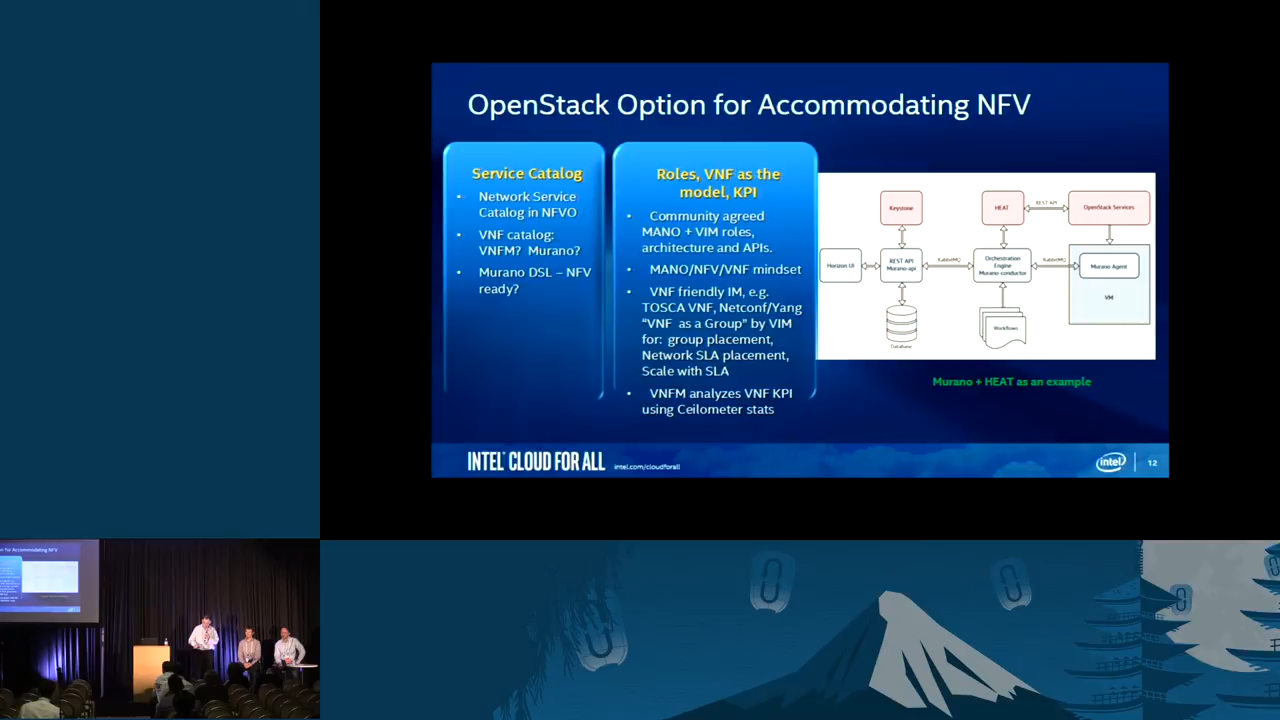 OpenStack Option for Accommodating NFV
Service Catalog
• Network Service
Catalog in NFVO
• VNF catalog:
VNFM? Murano?
• Murano DSL – NFV
ready?
Roles, VNF as the
model, KPI
• Community agreed
MANO + VIM roles,
architecture and APIs.
• MANO/NFV/VNF mindset
• VNF friendly IM, e.g.
TOSCA VNF, Netconf/Yang
"VNF as a Group" by VIM
for: group placement,
Network SLA placement,
Scale with SLA
• VNFM analyzes VNF KPI
using Ceilometer stats
Keystone
HEAT
REST API
OpenStack Services
Horizon UI
REST API
Murano-api
RabbitMQ
Orchestration
Engine
Murano-conductor
RabbitMQ
Murano Agent
VM
Database
Workflows
Murano + HEAT as an example
INTEL CLOUD FOR ALL
intel.com/cloudforall
intel
12